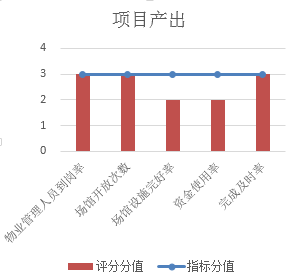 项目产出
4
3
2
1
0
物业管理人员到岗率
场馆开放次数
场馆设施完好率
资金使用率
完成及时率
评分分值
指标分值